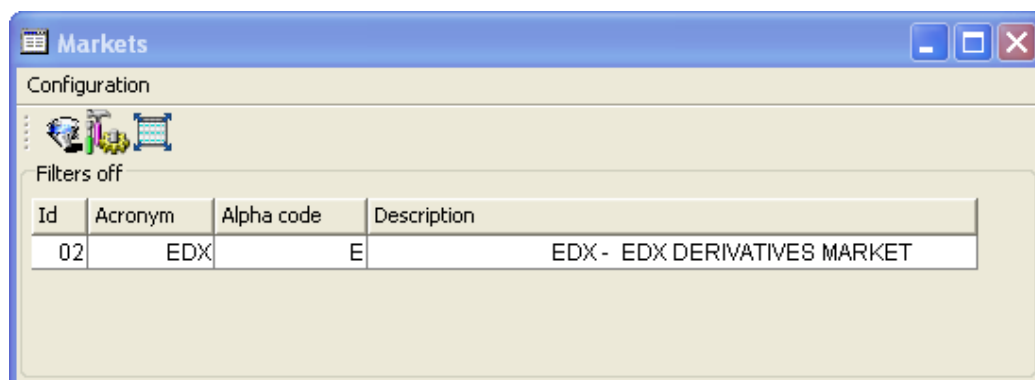 Markets
Configuration
Filters off
Id Acronym Alpha code Description
02 EDX E EDX - EDX DERIVATIVES MARKET